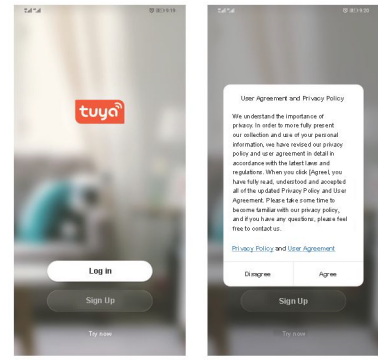 tuya
Log in
Sign Up
Try now
User Agreement and Privacy Policy
We understand the importance of
privacy. In order to more fully present
our collection and use of your personal
information, we have revised our privacy
policy and user agreement in detail in
accordance with the latest laws and
regulations. When you click [Agree], you
have fully read, understood and accepted
all of the updated Privacy Policy and User
Agreement. Please take some time to
become familiar with our privacy policy,
and if you have any questions, please feel
free to contact us.
Privacy Policy and User Agreement
Disagree Agree
Sign Up
Try now